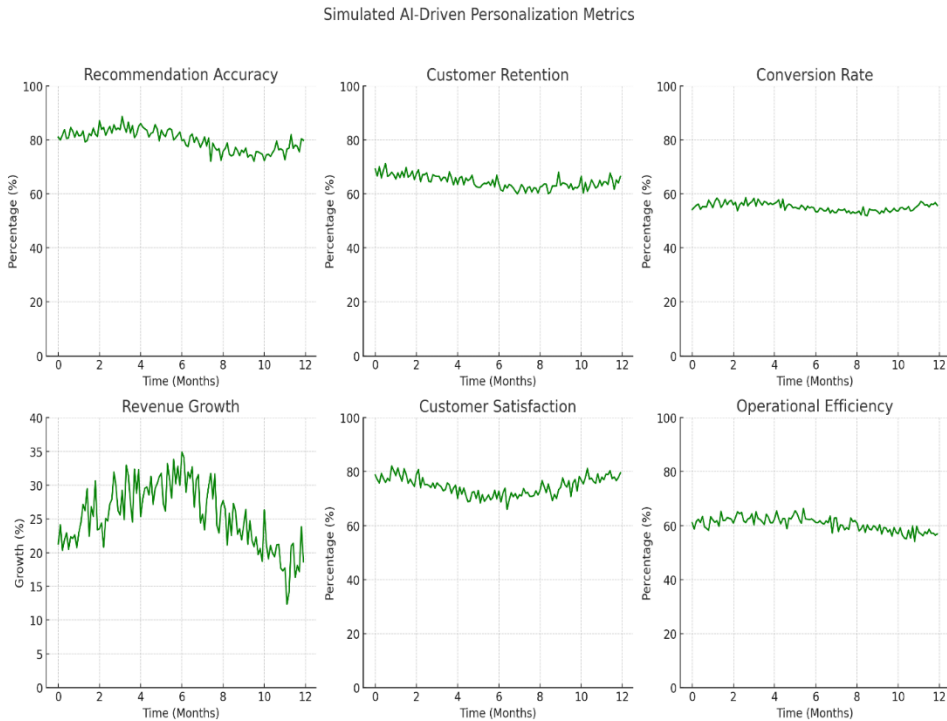 Simulated AI-Driven Personalization Metrics
Recommendation Accuracy
Customer Retention
Conversion Rate
Percentage (%)
100
80
60
40
20
0
0 2 4 6 8 10 12
Time (Months)
Percentage (%)
100
80
60
40
20
0
0 2 4 6 8 10 12
Time (Months)
Percentage (%)
100
80
60
40
20
0
0 2 4 6 8 10 12
Time (Months)
Revenue Growth
Customer Satisfaction
Operational Efficiency
Growth (%)
40
35
30
25
20
15
10
5
0
0 2 4 6 8 10 12
Time (Months)
Percentage (%)
100
80
60
40
20
0
0 2 4 6 8 10 12
Time (Months)
Percentage (%)
100
80
60
40
20
0
0 2 4 6 8 10 12
Time (Months)